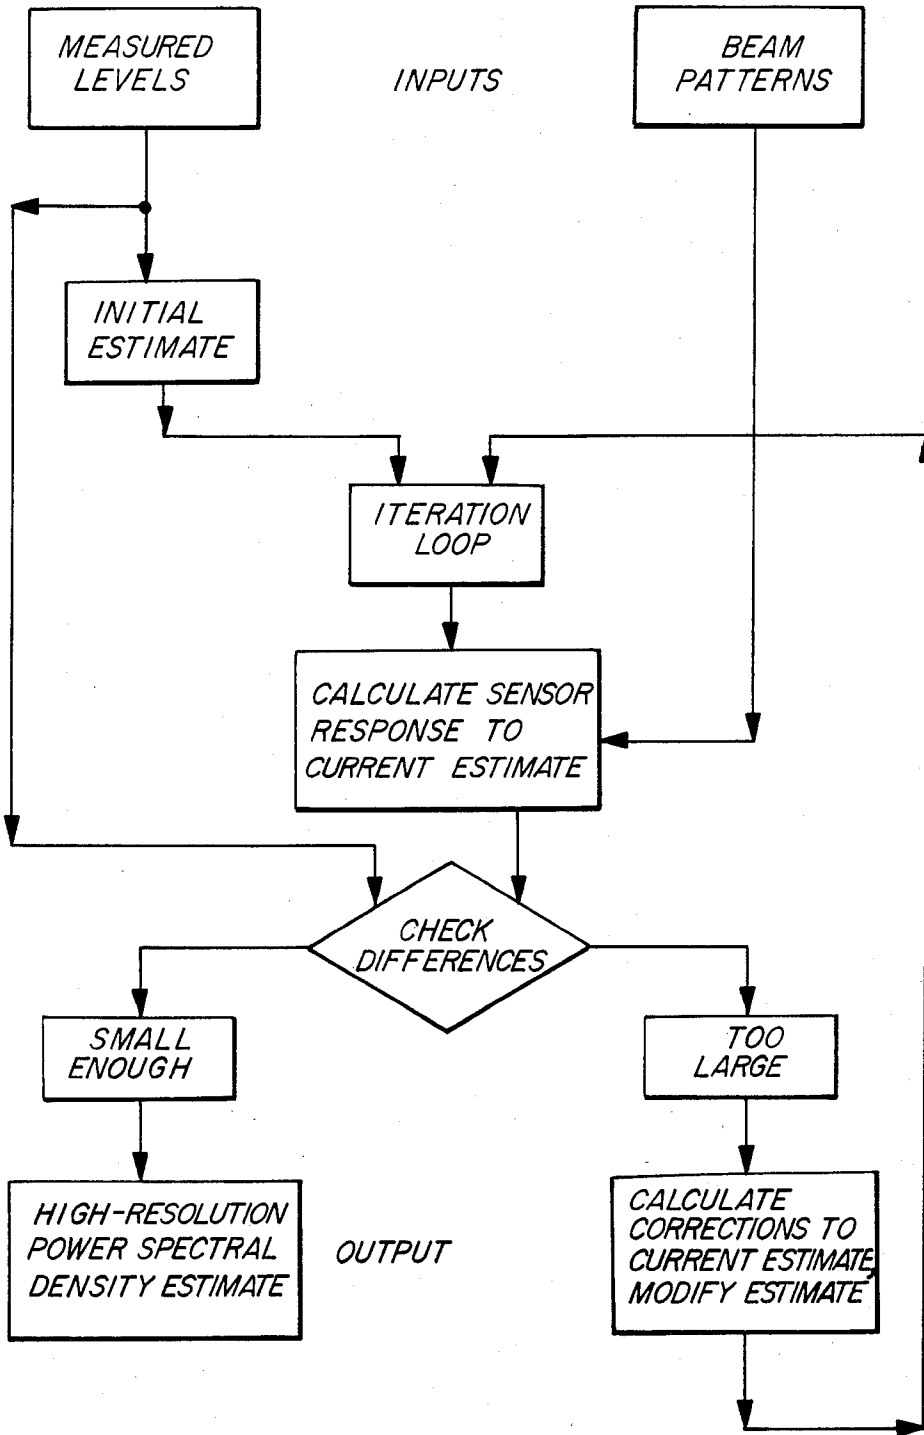 MEASURED
LEVELS
INPUTS
BEAM
PATTERNS
INITIAL
ESTIMATE
ITERATION
LOOP
CALCULATE SENSOR
RESPONSE TO
CURRENT ESTIMATE
CHECK
DIFFERENCES
SMALL
ENOUGH
TOO
LARGE
HIGH-RESOLUTION
POWER SPECTRAL
DENSITY ESTIMATE
OUTPUT
CALCULATE
CORRECTIONS TO
CURRENT ESTIMATE,
MODIFY ESTIMATE